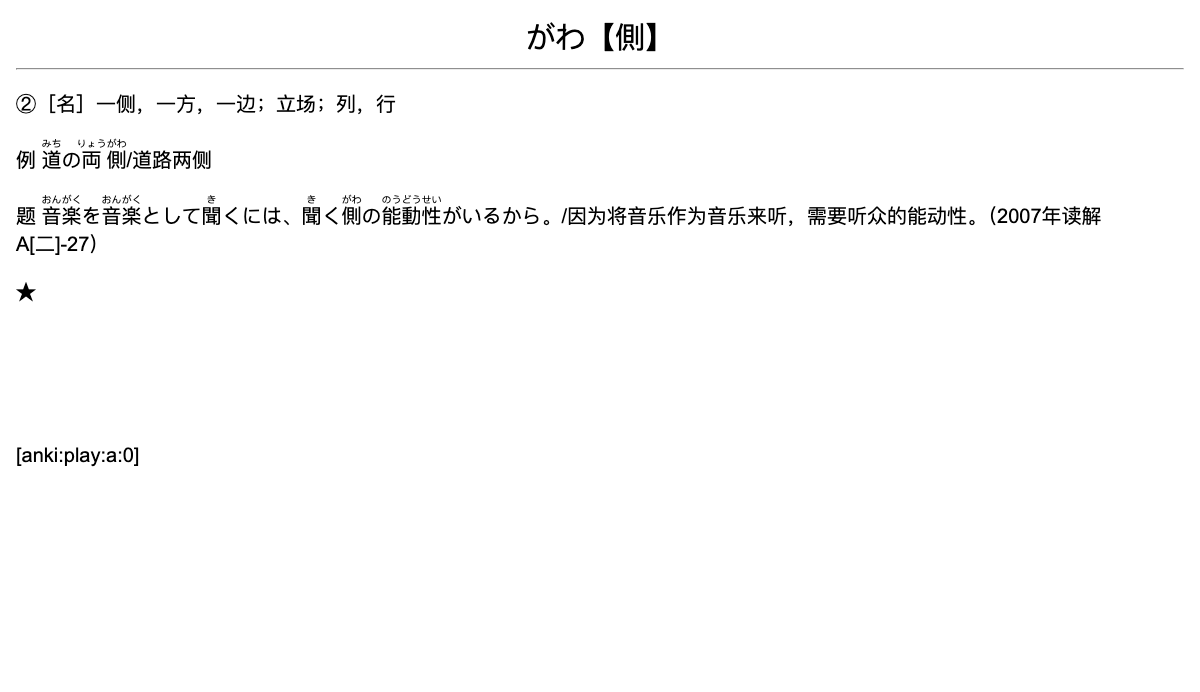 がわ【側】
②［名］一侧，一方，一边；立场；列，行
例 道の両側/道路两侧
みち りょうがわ
题 音楽を音楽として聞くには、聞く側の能動性がいるから。/因为将音乐作为音乐来听，需要听众的能动性。（2007年读解
おんがく おんがく き き がわ のうどうせい
A[二]-27）
★
[anki:play:a:0]